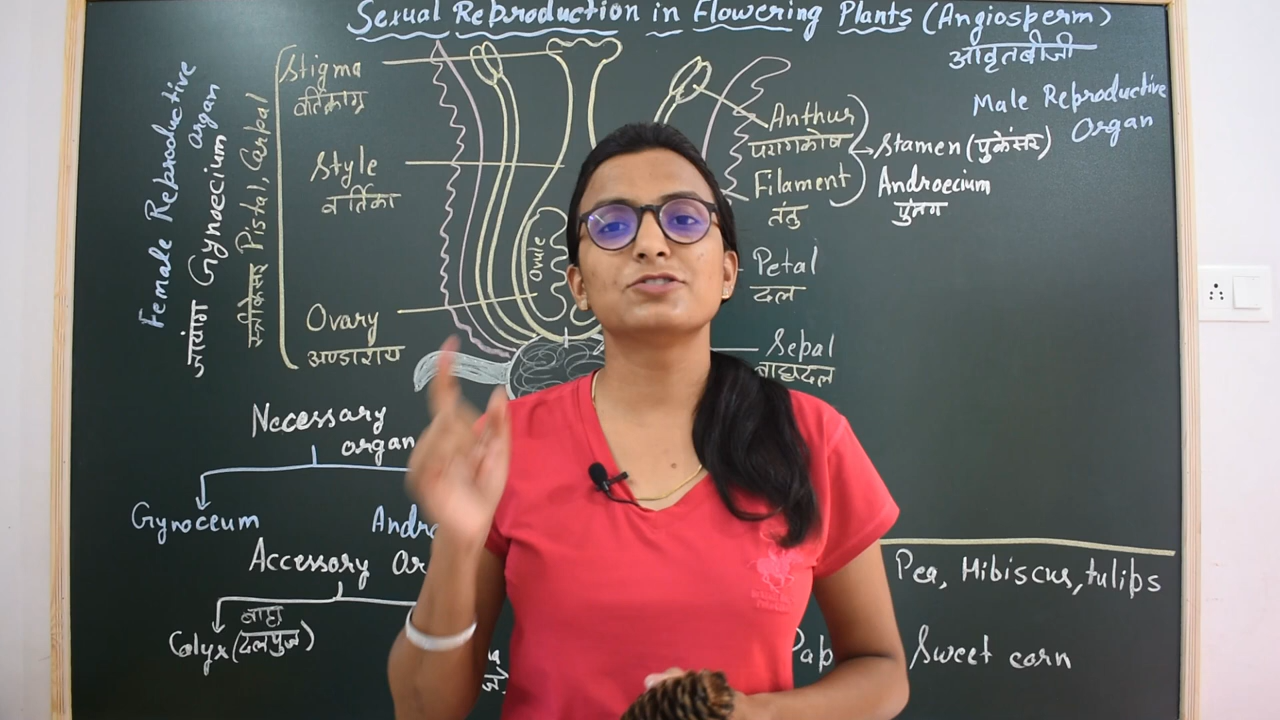 Sexual Reproduction in Flowering Plants (Angiosperm)
आवृतबीजी
Female Reproductive
organ
जायांग Gynoecium
स्त्रीकेसर Pistal, Carpal
Stigma
वर्तिकाग्र
Style
वर्तिका
Ovary
अण्डाशय
Ovule
Male Reproductive
Organ
Anthur
परागकोष
Filament
तंतु
Stamen (पुंकेसर)
Androecium
पुंमंग
Petal
दल
Sepal
बाह्यदल
Necessary
organ
Gynoceum
Andro
Accessory Or
Calyx (बाह्य
दलपुंज)
Pea, Hibiscus, tulips
Pap
Sweet corn